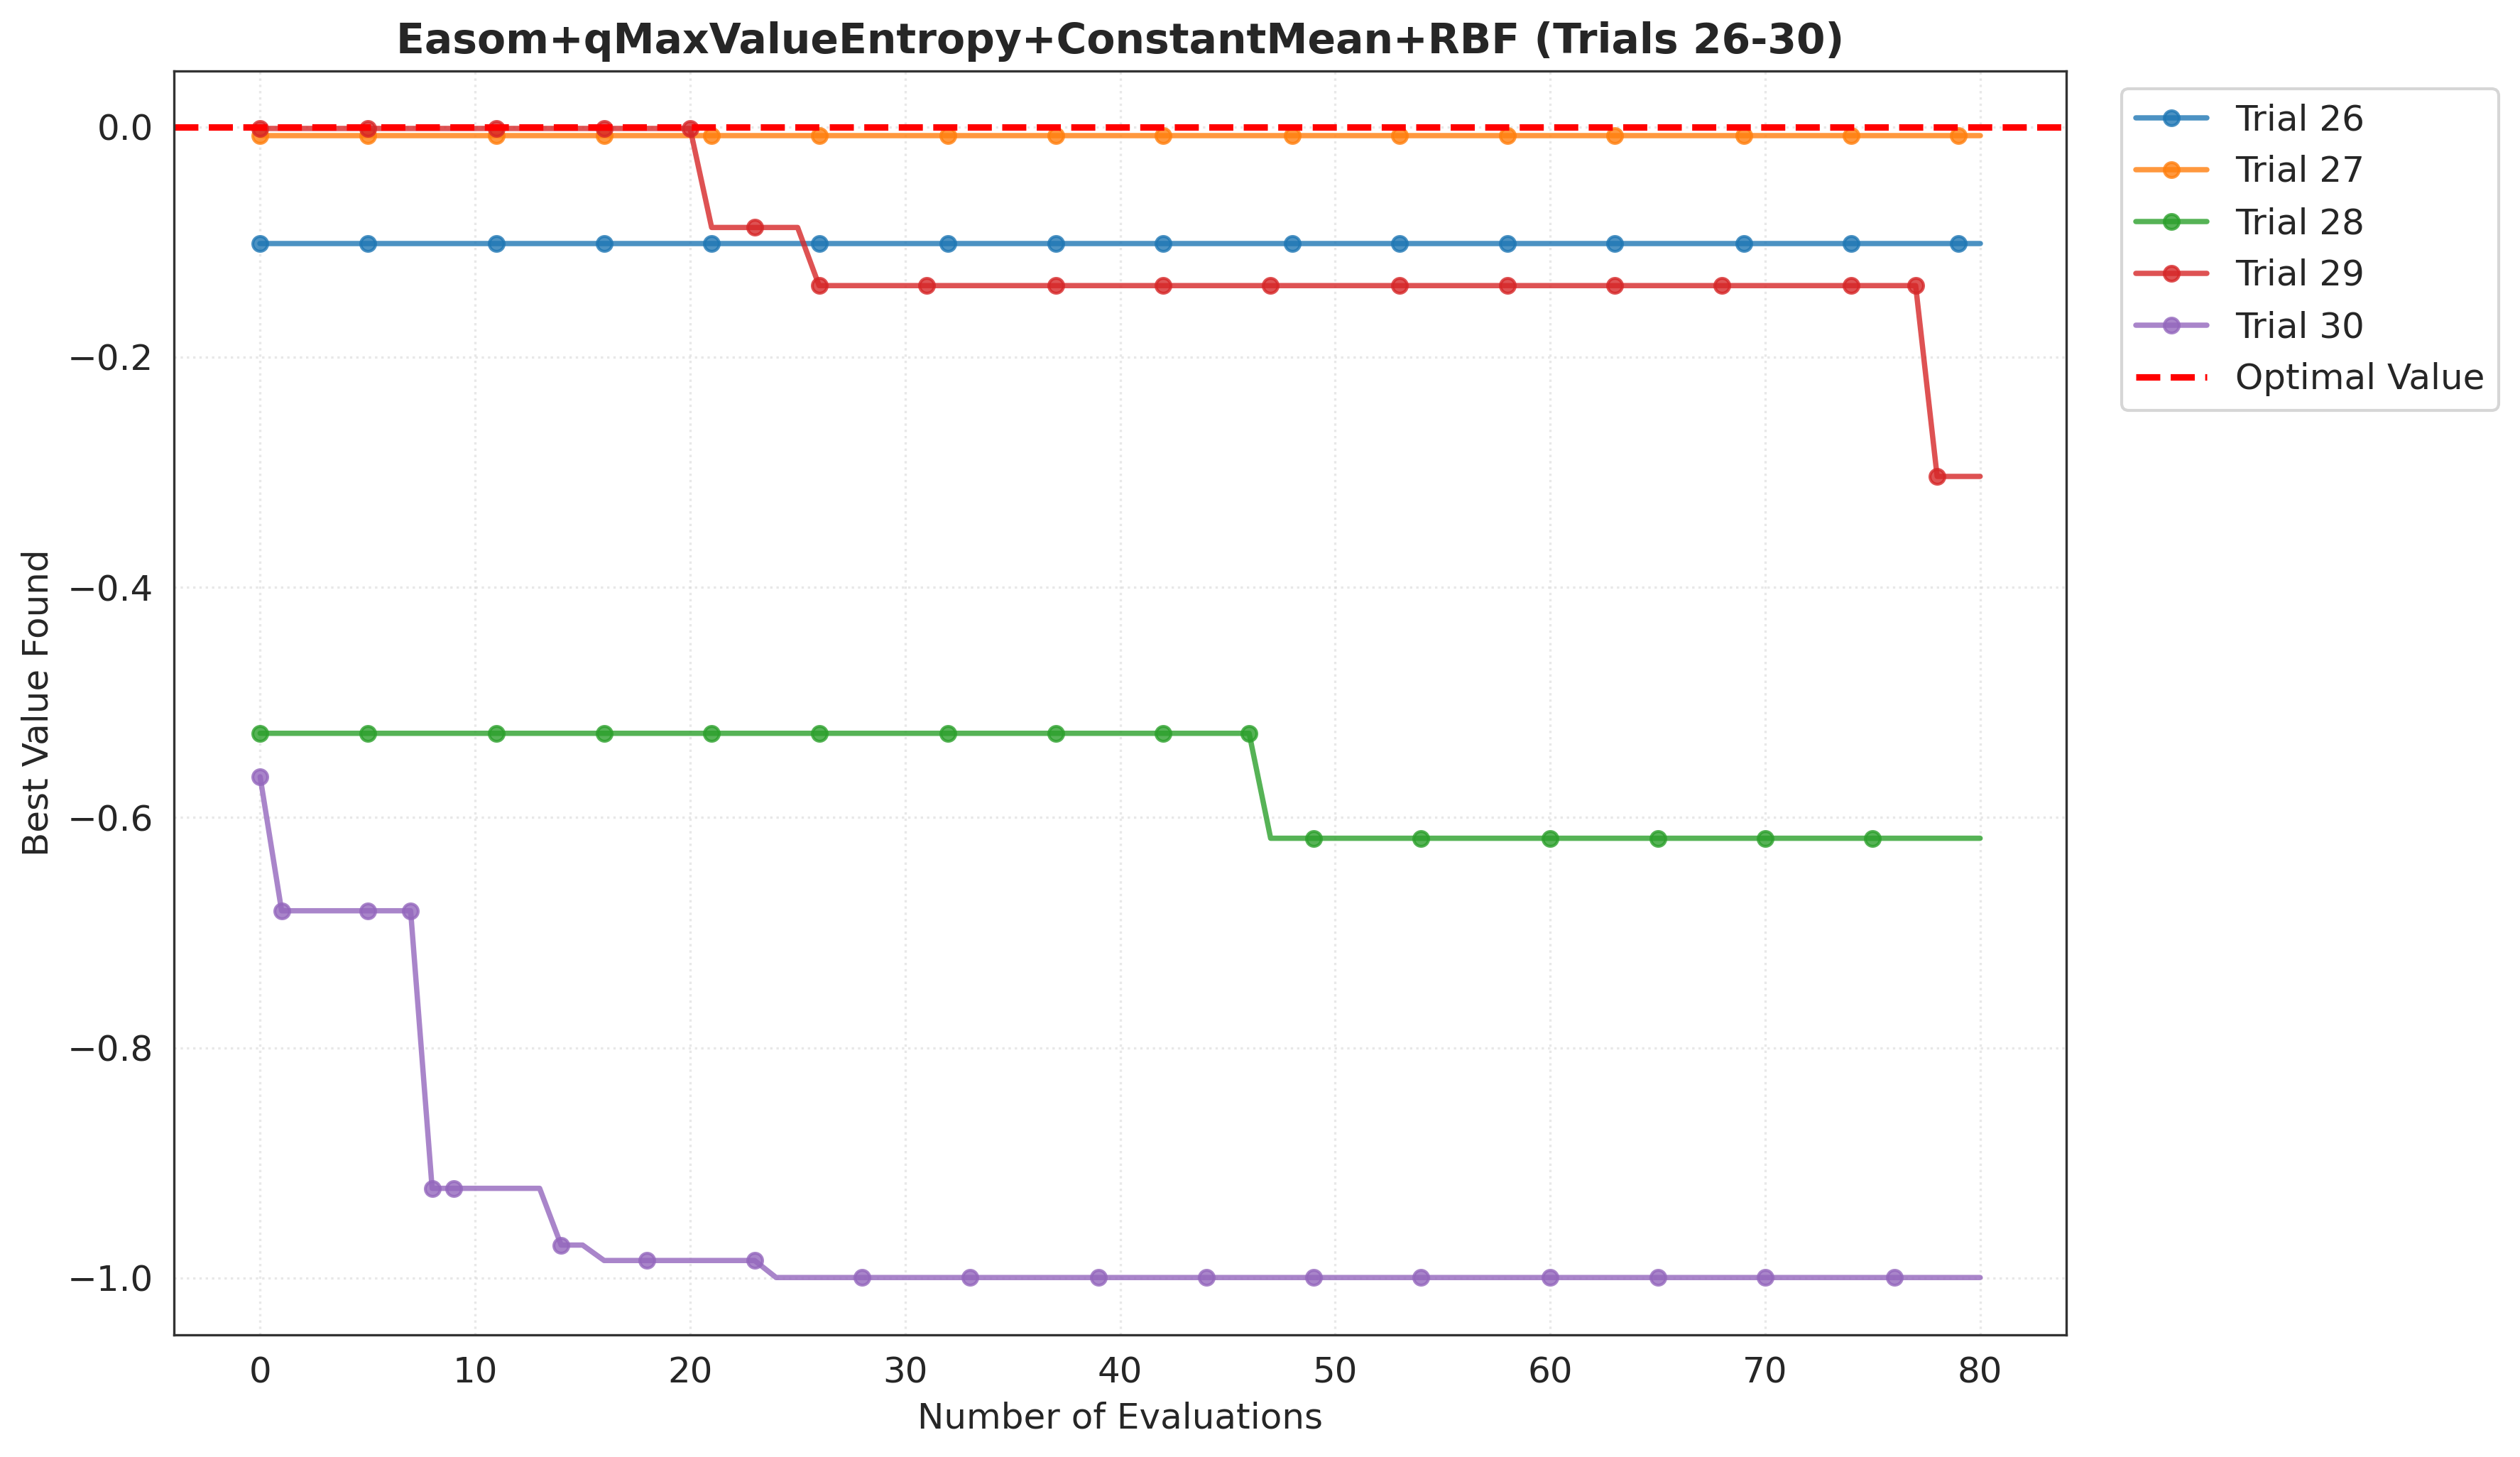 Easom+qMaxValueEntropy+ConstantMean+RBF (Trials 26-30)
0.0
−0.2
−0.4
−0.6
−0.8
−1.0
Best Value Found
0 10 20 30 40 50 60 70 80
Number of Evaluations
Trial 26
Trial 27
Trial 28
Trial 29
Trial 30
Optimal Value